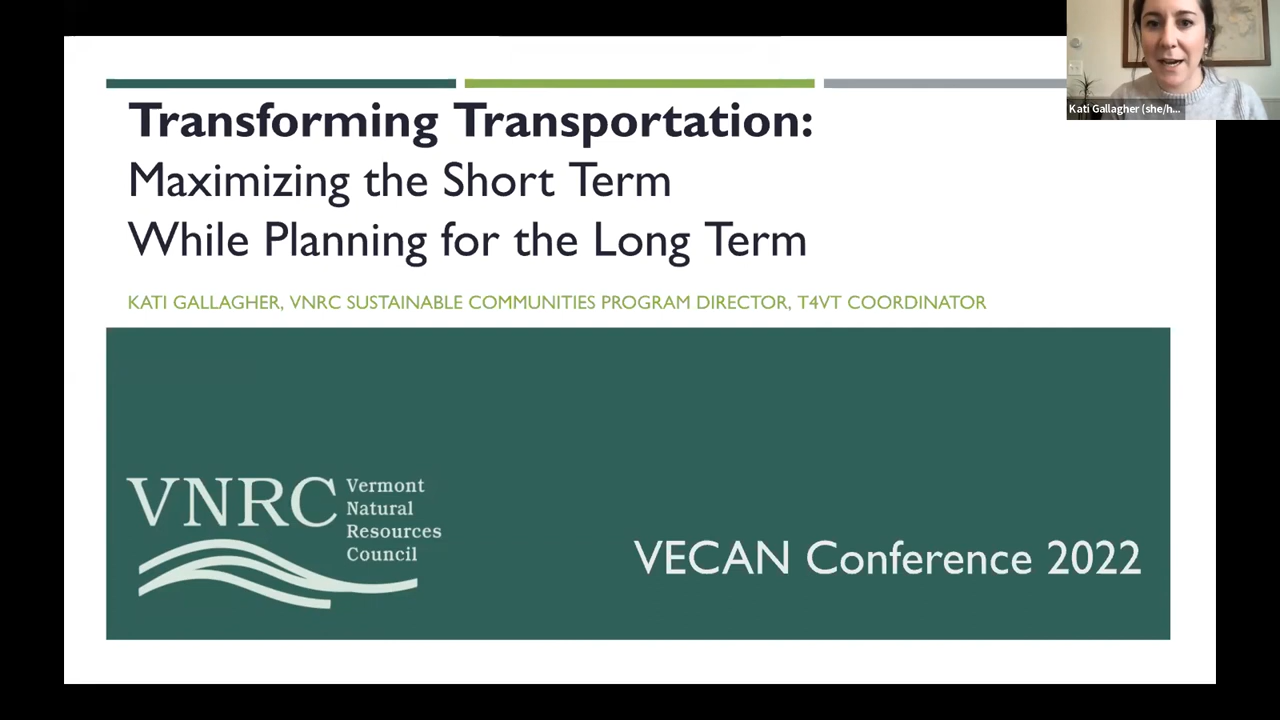 Transforming Transportation:
Maximizing the Short Term
While Planning for the Long Term
KATI GALLAGHER, VNRC SUSTAINABLE COMMUNITIES PROGRAM DIRECTOR, T4VT COORDINATOR
VNRC
Vermont
Natural
Resources
Council
VECAN Conference 2022
Kati Gallagher (she/h...